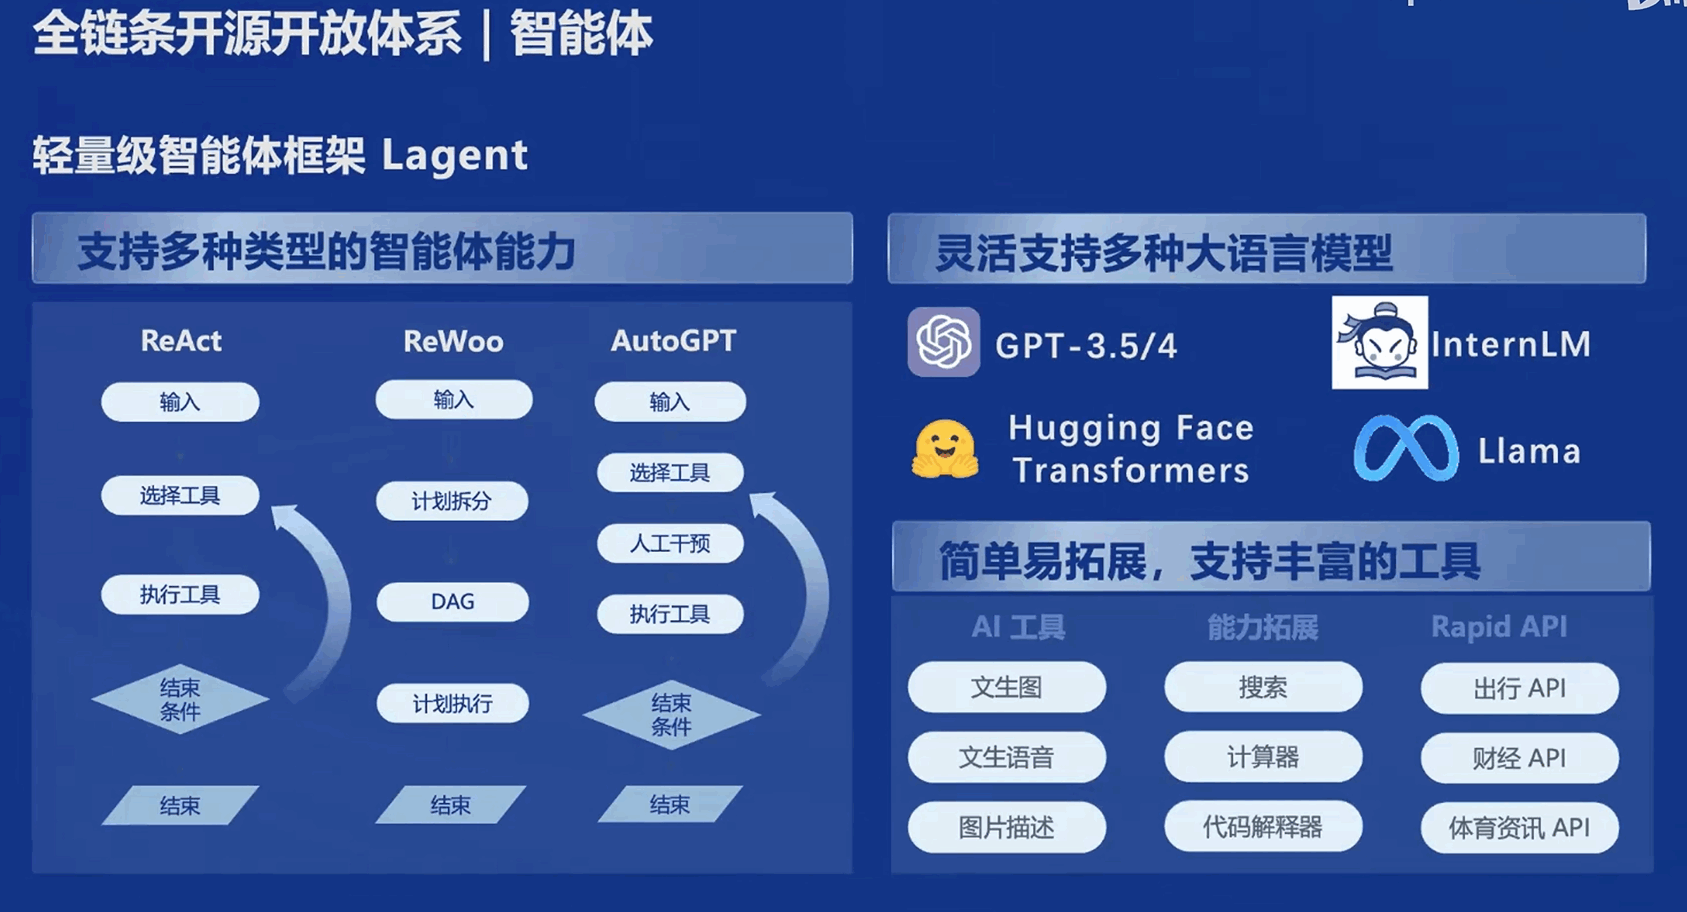 全链条开源开放体系 | 智能体
轻量级智能体框架 Lagent
支持多种类型的智能体能力
ReAct
输入
选择工具
执行工具
结束
条件
结束
ReWoo
输入
计划拆分
DAG
计划执行
结束
AutoGPT
输入
选择工具
人工干预
执行工具
结束
条件
结束
灵活支持多种大语言模型
GPT-3.5/4
InternLM
Hugging Face
Transformers
Llama
简单易拓展，支持丰富的工具
AI 工具
文生图
文生语音
图片描述
能力拓展
搜索
计算器
代码解释器
Rapid API
出行 API
财经 API
体育资讯 API